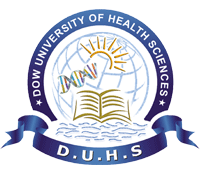 DOW UNIVERSITY OF HEALTH SCIENCES
D.U.H.S